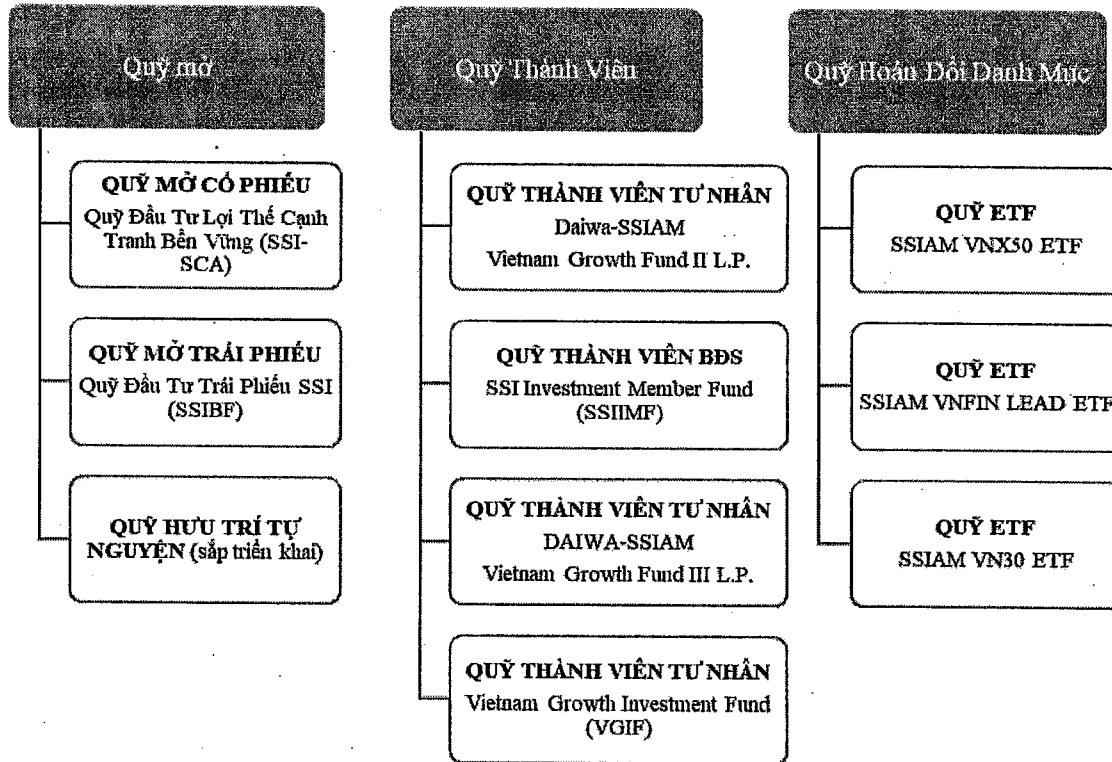 Quỹ mở
QUỸ MỞ CỔ PHIẾU
Quỹ Đầu Tư Lợi Thế Cạnh
Tranh Bền Vững (SSI-
SCA)
QUỸ MỞ TRÁI PHIẾU
Quỹ Đầu Tư Trái Phiếu SSI
(SSIBF)
QUỸ HƯU TRÍ TỰ
NGUYỆN (sắp triển khai)
Quỹ Thành Viên
QUỸ THÀNH VIÊN TƯ NHÂN
Daiwa-SSIAM
Vietnam Growth Fund II L.P.
QUỸ THÀNH VIÊN BĐS
SSI Investment Member Fund
(SSIIMF)
QUỸ THÀNH VIÊN TƯ NHÂN
DAIWA-SSIAM
Vietnam Growth Fund III L.P.
QUỸ THÀNH VIÊN TƯ NHÂN
Vietnam Growth Investment Fund
(VGIF)
Quỹ Hoán Đổi Danh Mục
QUỸ ETF
SSIAM VNX50 ETF
QUỸ ETF
SSIAM VNFIN LEAD ETF
QUỸ ETF
SSIAM VN30 ETF